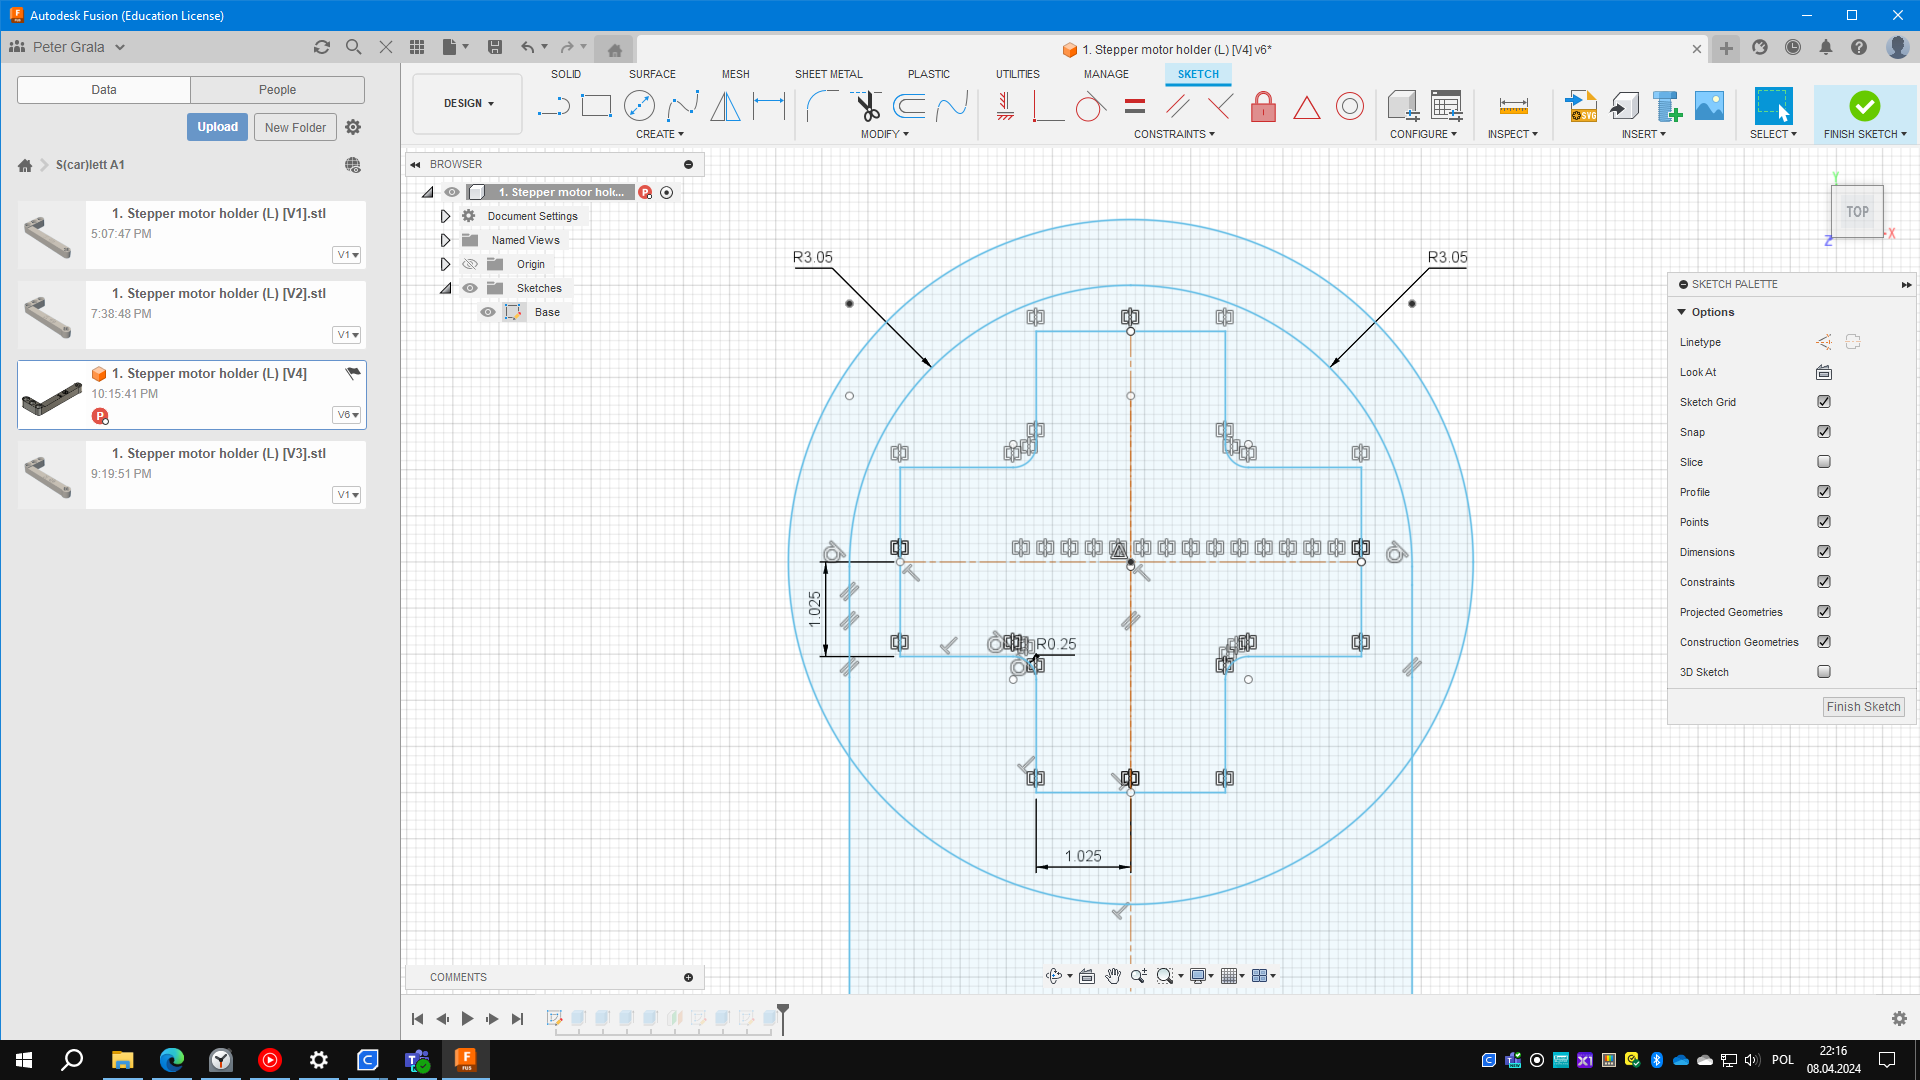 Autodesk Fusion (Education License)
Peter Grala
1. Stepper motor holder (L) [V4] v6*
Data
People
Upload
New Folder
S(car)lett A1
1. Stepper motor holder (L) [V1].stl
5:07:47 PM
V1
1. Stepper motor holder (L) [V2].stl
7:38:48 PM
V1
1. Stepper motor holder (L) [V4]
10:15:41 PM
P
V6
1. Stepper motor holder (L) [V3].stl
9:19:51 PM
V1
DESIGN
SOLID
SURFACE
MESH
SHEET METAL
PLASTIC
UTILITIES
MANAGE
SKETCH
CREATE
MODIFY
CONSTRAINTS
CONFIGURE
INSPECT
INSERT
SVG
SELECT
FINISH SKETCH
BROWSER
1. Stepper motor hol...
P
Document Settings
Named Views
Origin
Sketches
Base
R3.05
R3.05
1.025
R0.25
1.025
TOP
Y
X
Z
SKETCH PALETTE
Options
Linetype
Look At
Sketch Grid
Snap
Slice
Profile
Points
Dimensions
Constraints
Projected Geometries
Construction Geometries
3D Sketch
Finish Sketch
COMMENTS
POL
22:16
08.04.2024